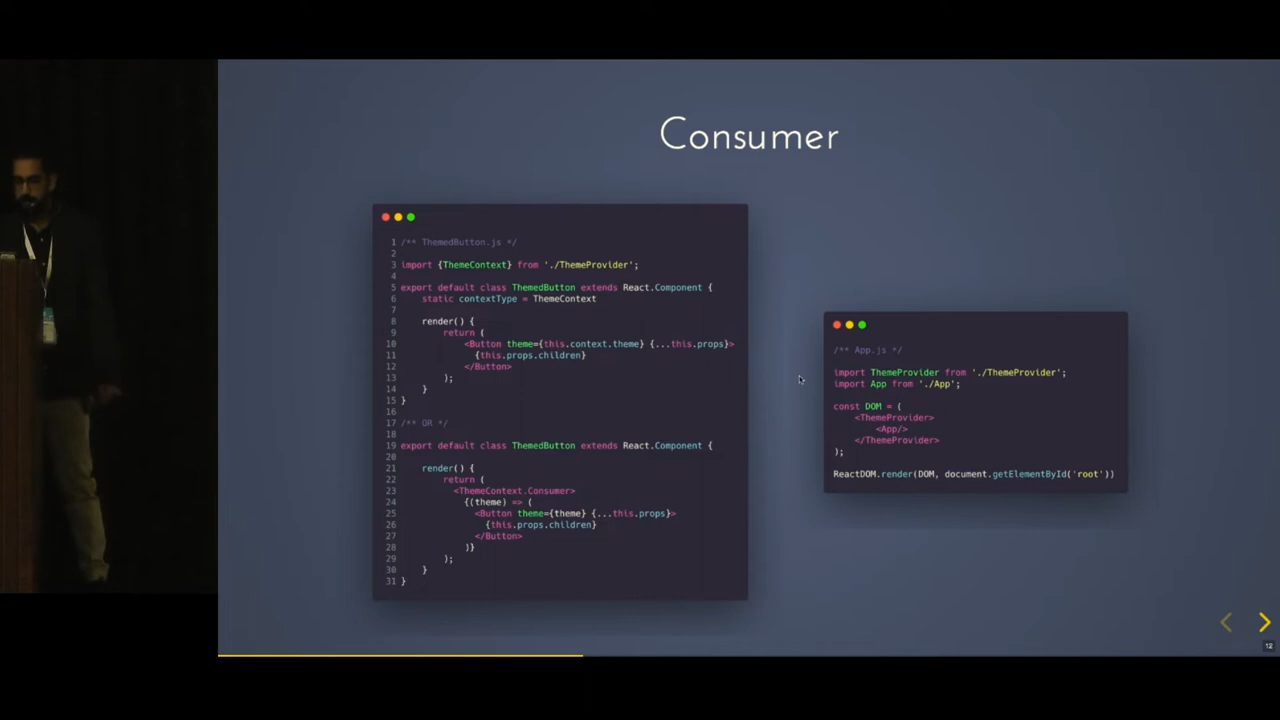 Consumer
1 /** ThemedButton.js */
2
3 import {ThemeContext} from './ThemeProvider';
4
5 export default class ThemedButton extends React.Component {
6 static contextType = ThemeContext
7
8 render() {
9 return (
10 <Button theme={this.context.theme} {...this.props}>
11 {this.props.children}
12 </Button>
13 );
14 }
15 }
16
17 /** OR */
18
19 export default class ThemedButton extends React.Component {
20
21 render() {
22 return (
23 <ThemeContext.Consumer>
24 {(theme) => (
25 <Button theme={theme} {...this.props}>
26 {this.props.children}
27 </Button>
28 )}
29 );
30 }
31 }
/** App.js */
import ThemeProvider from './ThemeProvider';
import App from './App';
const DOM = (
<ThemeProvider>
<App/>
</ThemeProvider>
);
ReactDOM.render(DOM, document.getElementById('root'))
12